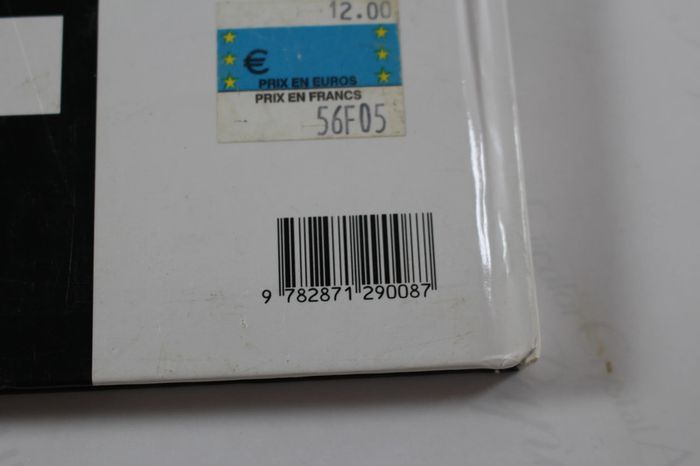 12.00
€
PRIX EN EUROS
PRIX EN FRANCS
56F05
9 782871 290087